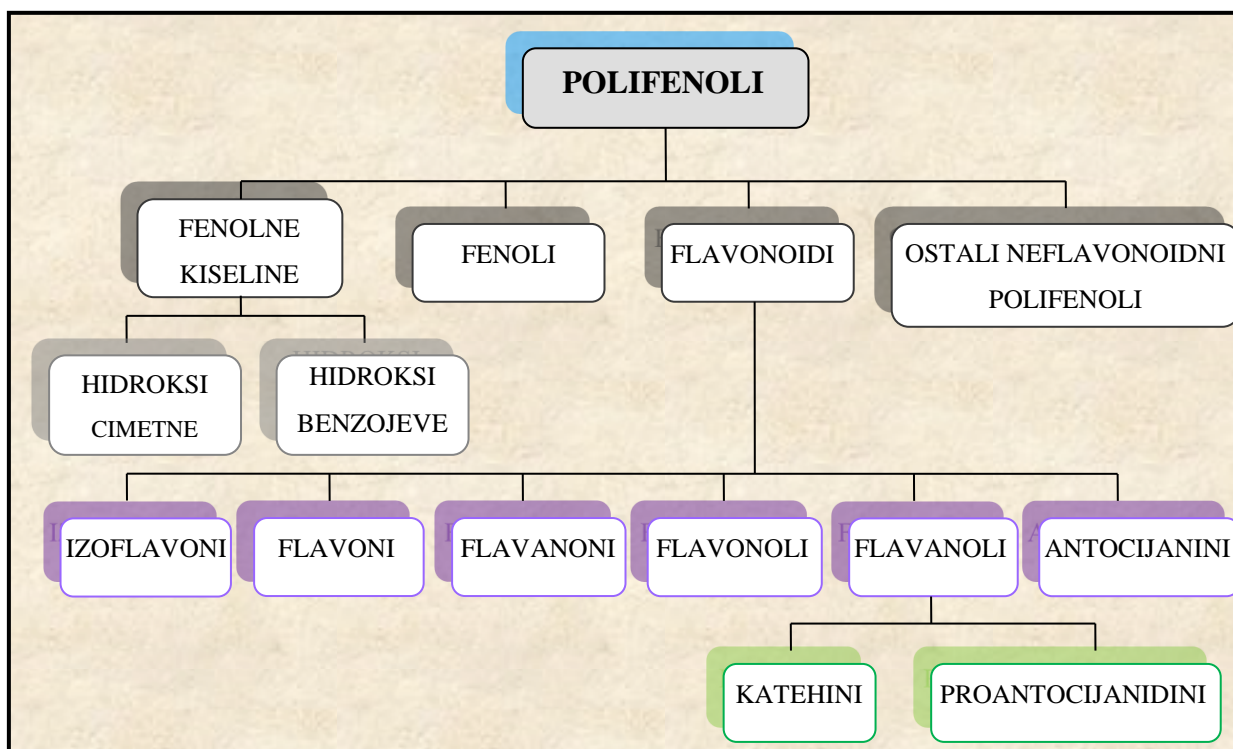 POLIFENOLI
FENOLNE
KISELINE
FENOLI
FLAVONOIDI
OSTALI NEFLAVONOIDNI
POLIFENOLI
HIDROKSI
CIMETNE
HIDROKSI
BENZOJEVE
IZOFLAVONI
FLAVONI
FLAVANONI
FLAVONOLI
FLAVANOLI
ANTOCIJANINI
KATEHINI
PROANTOCIJANIDINI